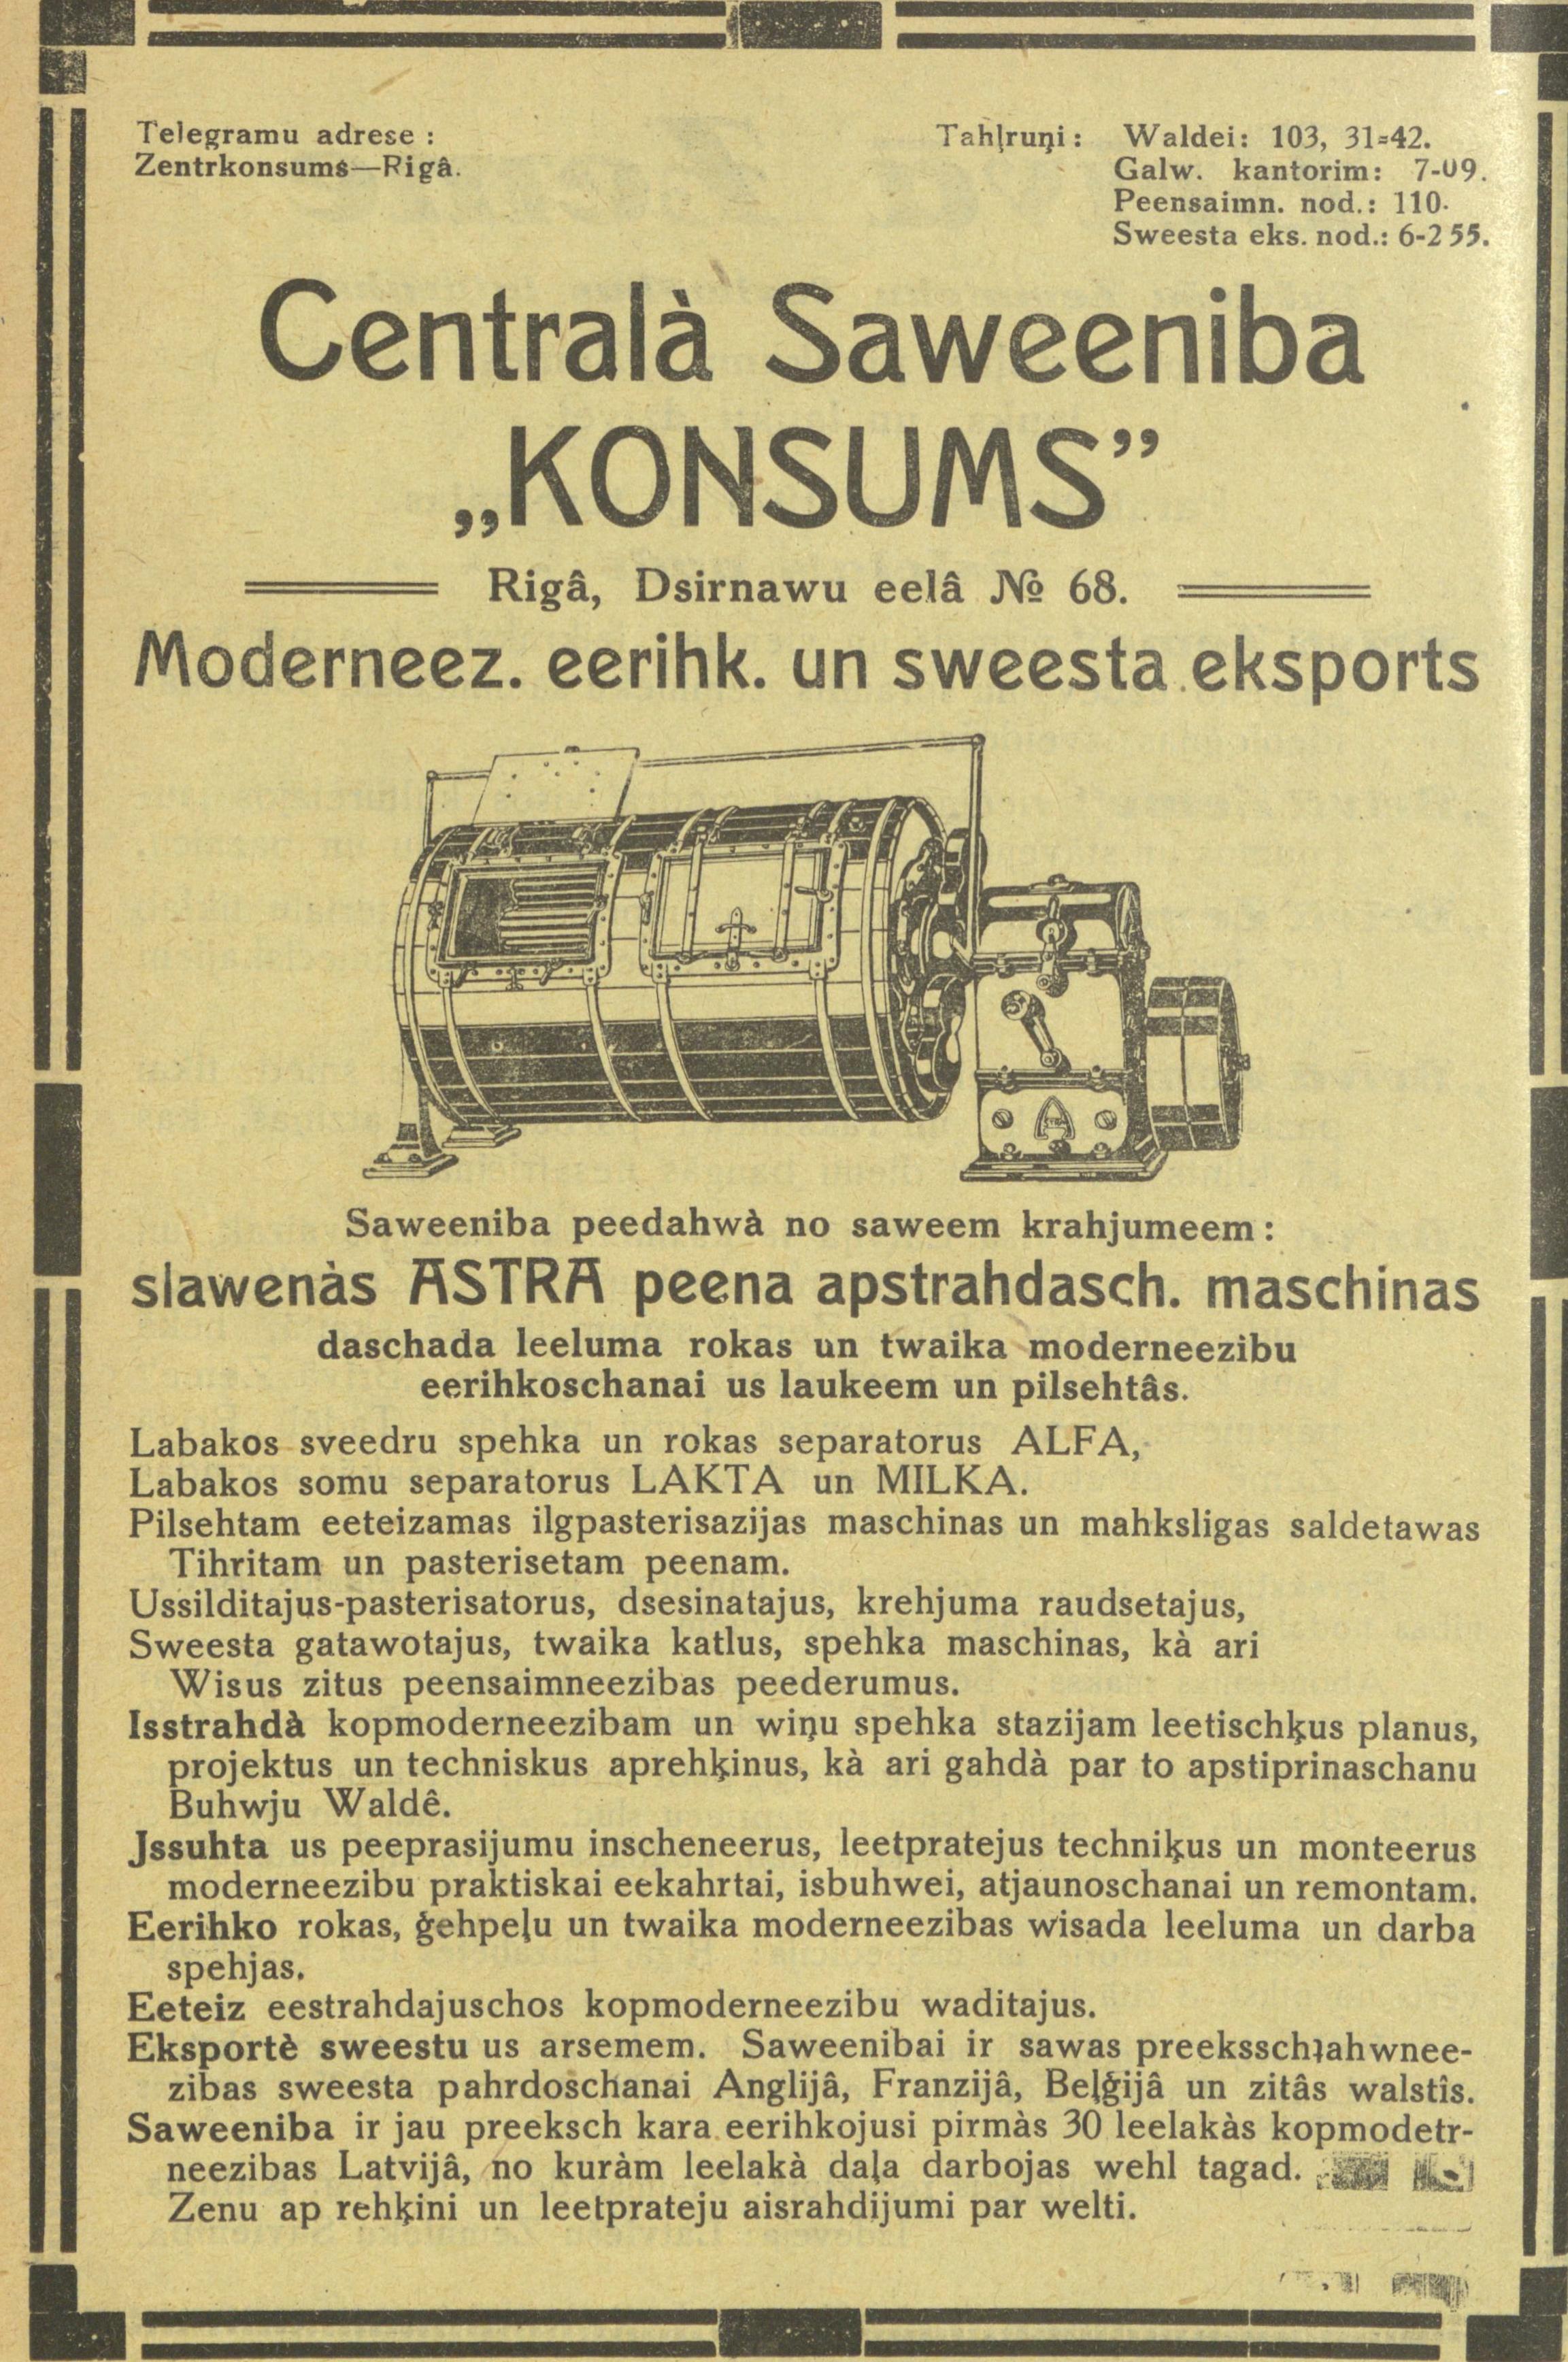 Telegramu adrese :
Zentrkonsums—Rigâ.
Tahļruņi: Waldei: 103, 31=42.
Galw. kantorim: 7-09.
Peensaimn. nod.: 110.
Sweesta eks. nod.: 6-255.
Centralà Saweeniba
„KONSUMS”
Rigâ, Dsirnawu eelâ № 68.
Moderneez. eerihk. un sweesta eksports
Saweeniba peedahwà no saweem krahjumeem:
slawenàs ASTRA peena apstrahdasch. maschinas
daschada leeluma rokas un twaika moderneezibu
eerihkoschanai us laukeem un pilsehtâs.
Labakos sveedru spehka un rokas separatorus ALFA,
Labakos somu separatorus LAKTA un MILKA.
Pilsehtam eeteizamas ilgpasterisazijas maschinas un mahksligas saldetawas
Tihritam un pasterisetam peenam.
Ussilditajus-pasterisatorus, dsesinatajus, krehjuma raudsetajus,
Sweesta gatawotajus, twaika katlus, spehka maschinas, kà ari
Wisus zitus peensaimneezibas peederumus.
Isstrahdà kopmoderneezibam un wiņu spehka stazijam leetischķus planus,
projektus un techniskus aprehķinus, kà ari gahdà par to apstiprinaschanu
Buhwju Waldê.
Jssuhta us peeprasijumu inscheneerus, leetpratejus techniķus un monteerus
moderneezibu praktiskai eekahrtai, isbuhwei, atjaunoschanai un remontam.
Eerihko rokas, ģehpeļu un twaika moderneezibas wisada leeluma un darba
spehjas.
Eeteiz eestrahdajuschos kopmoderneezibu waditajus.
Eksportè sweestu us arsemem. Saweenibai ir sawas preeksschtahwnee-
zibas sweesta pahrdoschanai Anglijâ, Franzijâ, Beļģijâ un zitâs walstîs.
Saweeniba ir jau preeksch kara eerihkojusi pirmàs 30 leelakàs kopmodetr-
neezibas Latvijâ, no kuràm leelakà daļa darbojas wehl tagad.
Zenu ap rehķini un leetprateju aisrahdijumi par welti.